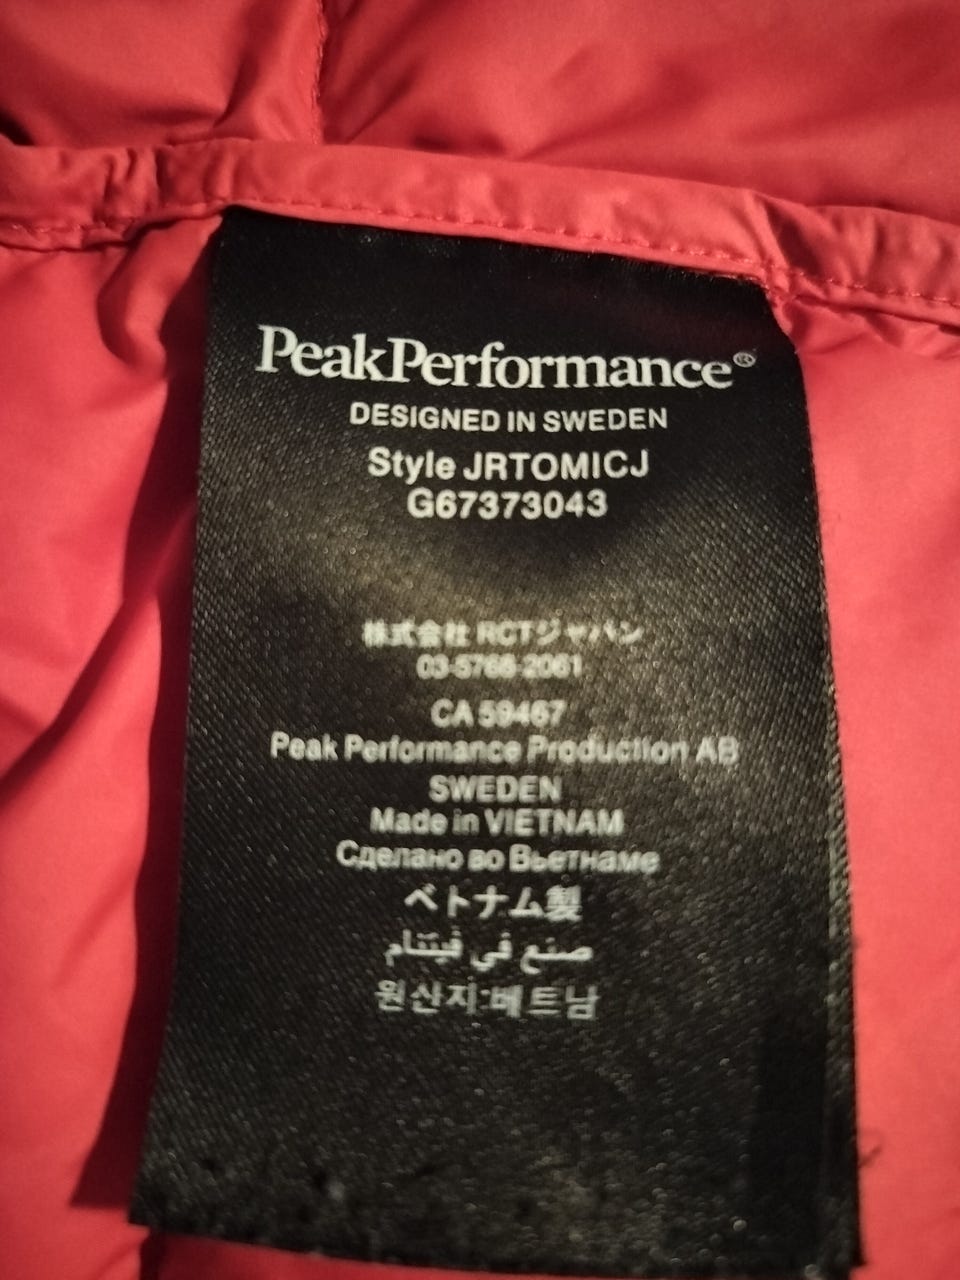 PeakPerformance®
DESIGNED IN SWEDEN
Style JRTOMICJ
G67373043
株式会社 RCTジャパン
03-5766-2061
CA 59467
Peak Performance Production AB
SWEDEN
Made in VIETNAM
Сделано во Вьетнаме
ベトナム製
صنع في فيتنام
원산지:베트남